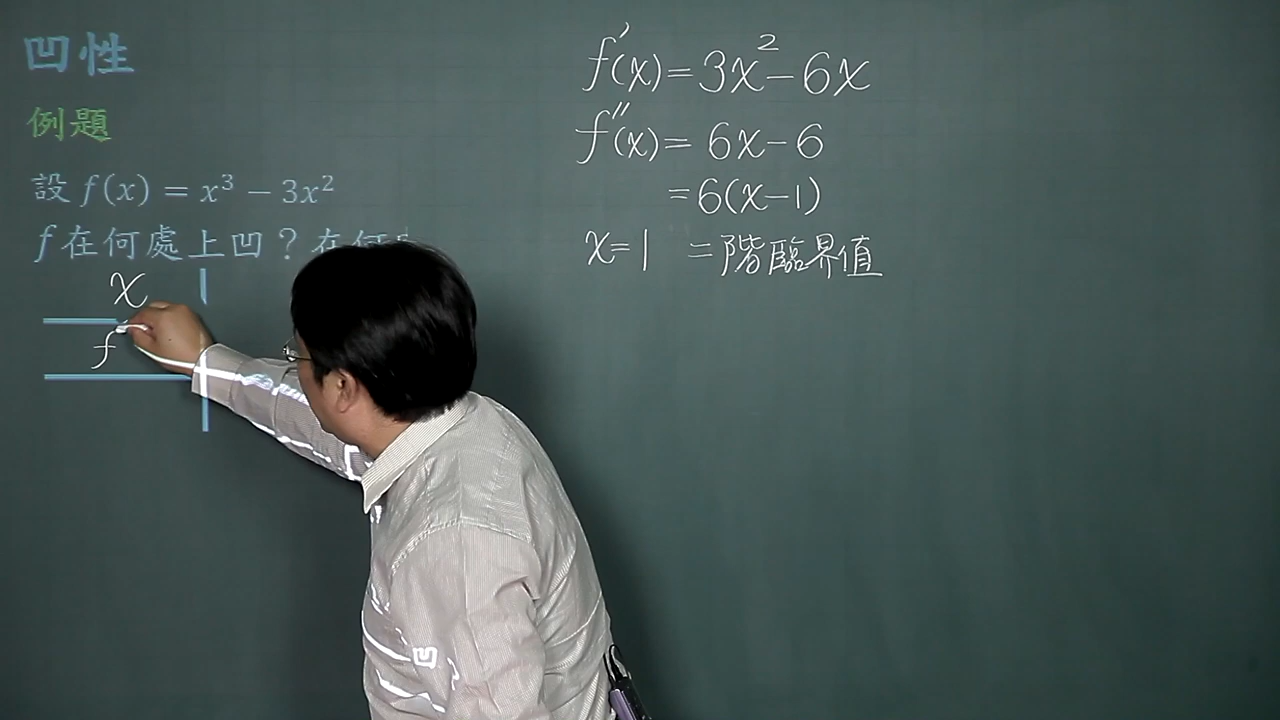 凹性
例題
設 f(x) = x³ − 3x²
f 在何處上凹？在何
x
f
f'(x) = 3x² − 6x
f''(x) = 6x − 6
= 6(x − 1)
x = 1 二階臨界值
凹